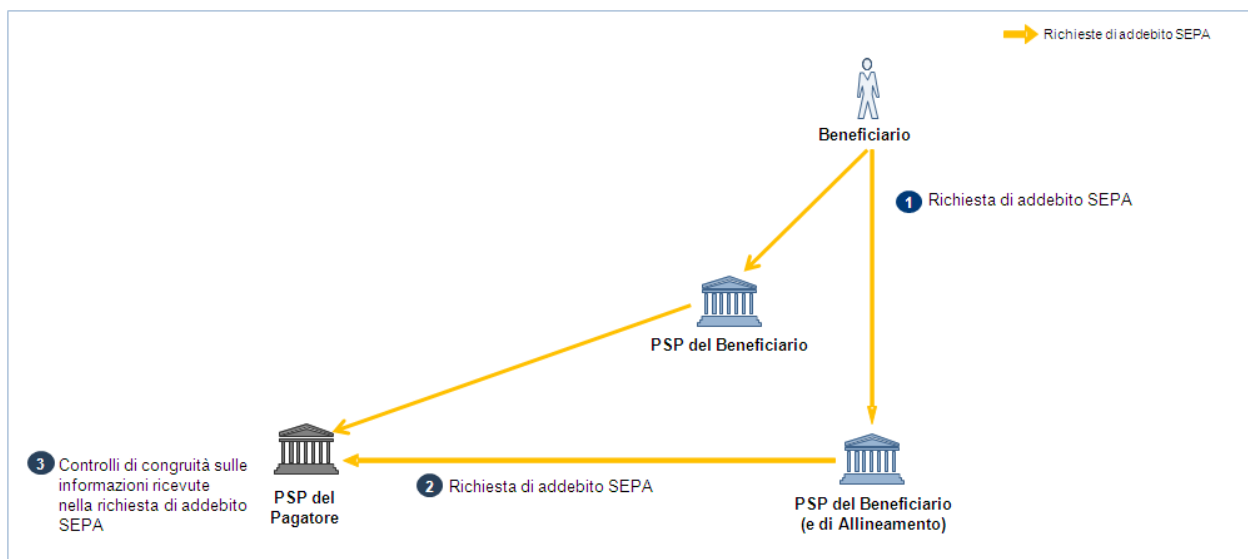 Richieste di addebito SEPA
Beneficiario
1 Richiesta di addebito SEPA
PSP del Beneficiario
3 Controlli di congruità sulle
informazioni ricevute
nella richiesta di addebito
SEPA
PSP del
Pagatore
2 Richiesta di addebito SEPA
PSP del Beneficiario
(e di Allineamento)